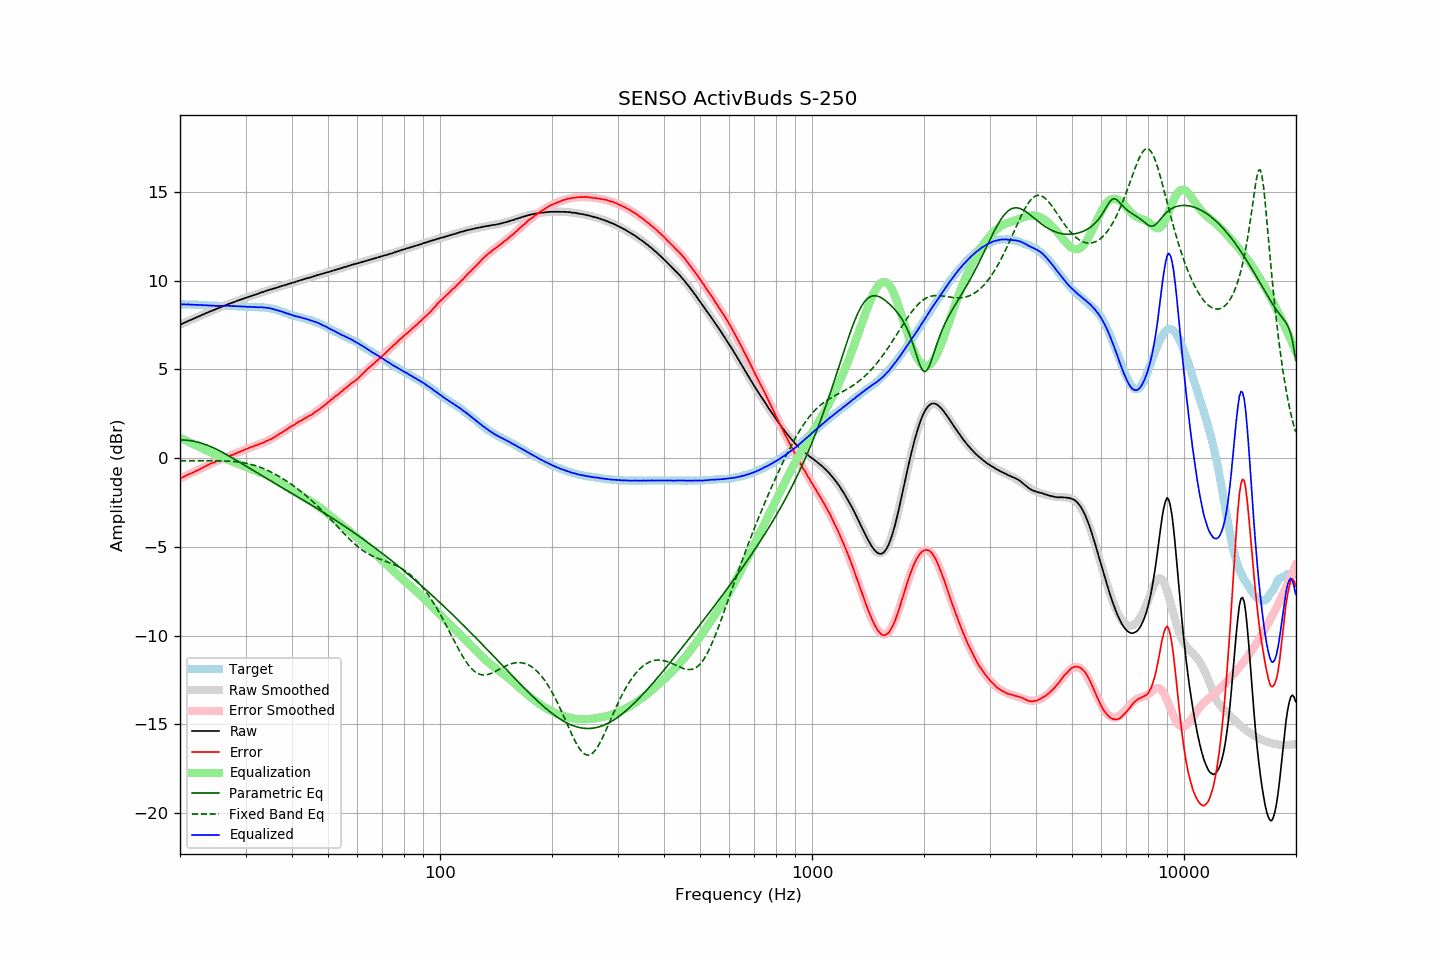 SENSO ActivBuds S-250
Amplitude (dBr)
15
10
5
0
−5
−10
−15
−20
Target
Raw Smoothed
Error Smoothed
Raw
Error
Equalization
Parametric Eq
Fixed Band Eq
Equalized
100
1000
10000
Frequency (Hz)